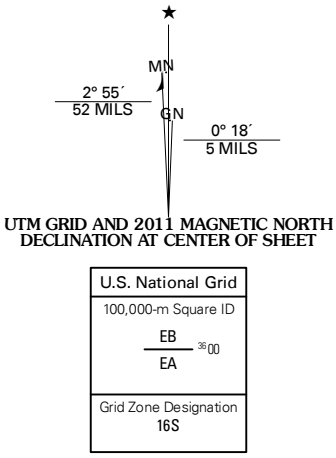 ★
MN
GN
2° 55´
52 MILS
0° 18´
5 MILS
UTM GRID AND 2011 MAGNETIC NORTH
DECLINATION AT CENTER OF SHEET
U.S. National Grid
100,000-m Square ID
EB
³⁶00
EA
Grid Zone Designation
16S